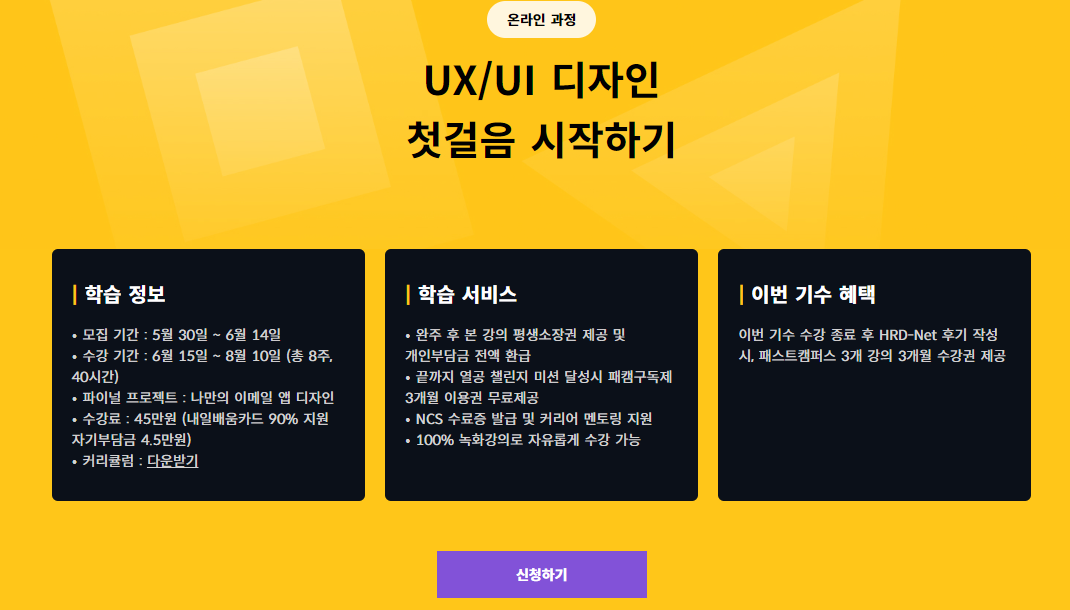 온라인 과정
UX/UI 디자인
첫걸음 시작하기
| 학습 정보
• 모집 기간 : 5월 30일 ~ 6월 14일
• 수강 기간 : 6월 15일 ~ 8월 10일 (총 8주,
40시간)
• 파이널 프로젝트 : 나만의 이메일 앱 디자인
• 수강료 : 45만원 (내일배움카드 90% 지원
자기부담금 4.5만원)
• 커리큘럼 : 다운받기
| 학습 서비스
• 완주 후 본 강의 평생소장권 제공 및
개인부담금 전액 환급
• 끝까지 열공 챌린지 미션 달성시 패캠구독제
3개월 이용권 무료제공
• NCS 수료증 발급 및 커리어 멘토링 지원
• 100% 녹화강의로 자유롭게 수강 가능
| 이번 기수 혜택
이번 기수 수강 종료 후 HRD-Net 후기 작성
시, 패스트캠퍼스 3개 강의 3개월 수강권 제공
신청하기